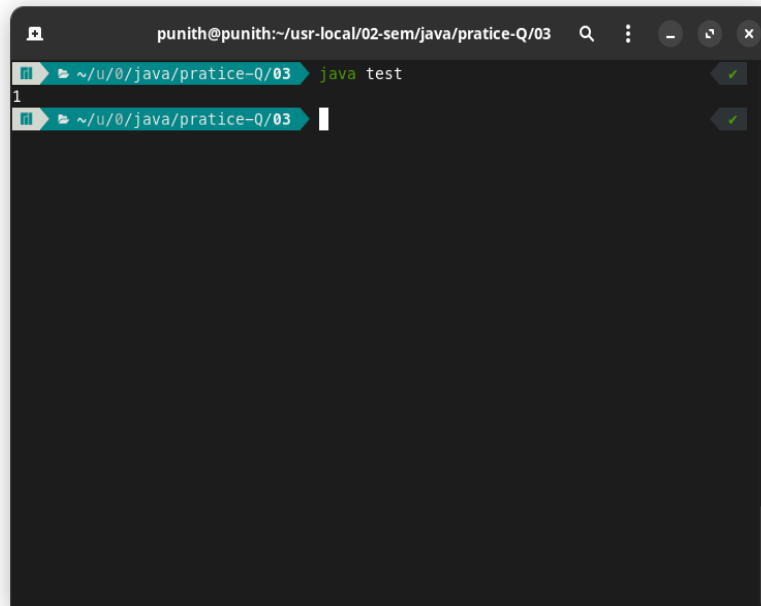 punith@punith:~/usr-local/02-sem/java/pratice-Q/03
~/u/0/java/pratice-Q/03 java test ✔
1
~/u/0/java/pratice-Q/03 ✔